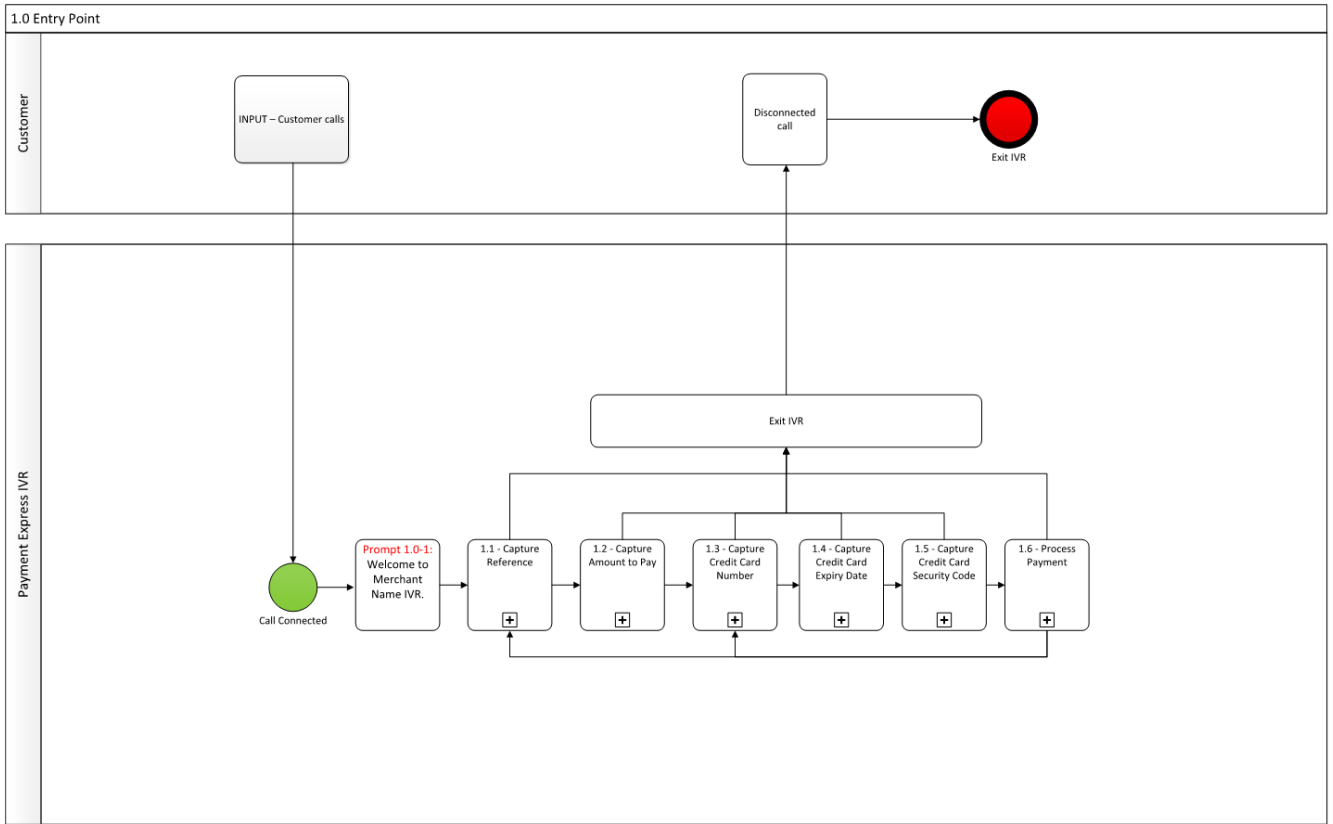 1.0 Entry Point
Customer
INPUT – Customer calls
Disconnected
call
Exit IVR
Payment Express IVR
Exit IVR
Call Connected
Prompt 1.0-1:
Welcome to
Merchant
Name IVR.
1.1 - Capture
Reference
1.2 - Capture
Amount to Pay
1.3 - Capture
Credit Card
Number
1.4 - Capture
Credit Card
Expiry Date
1.5 - Capture
Credit Card
Security Code
1.6 - Process
Payment